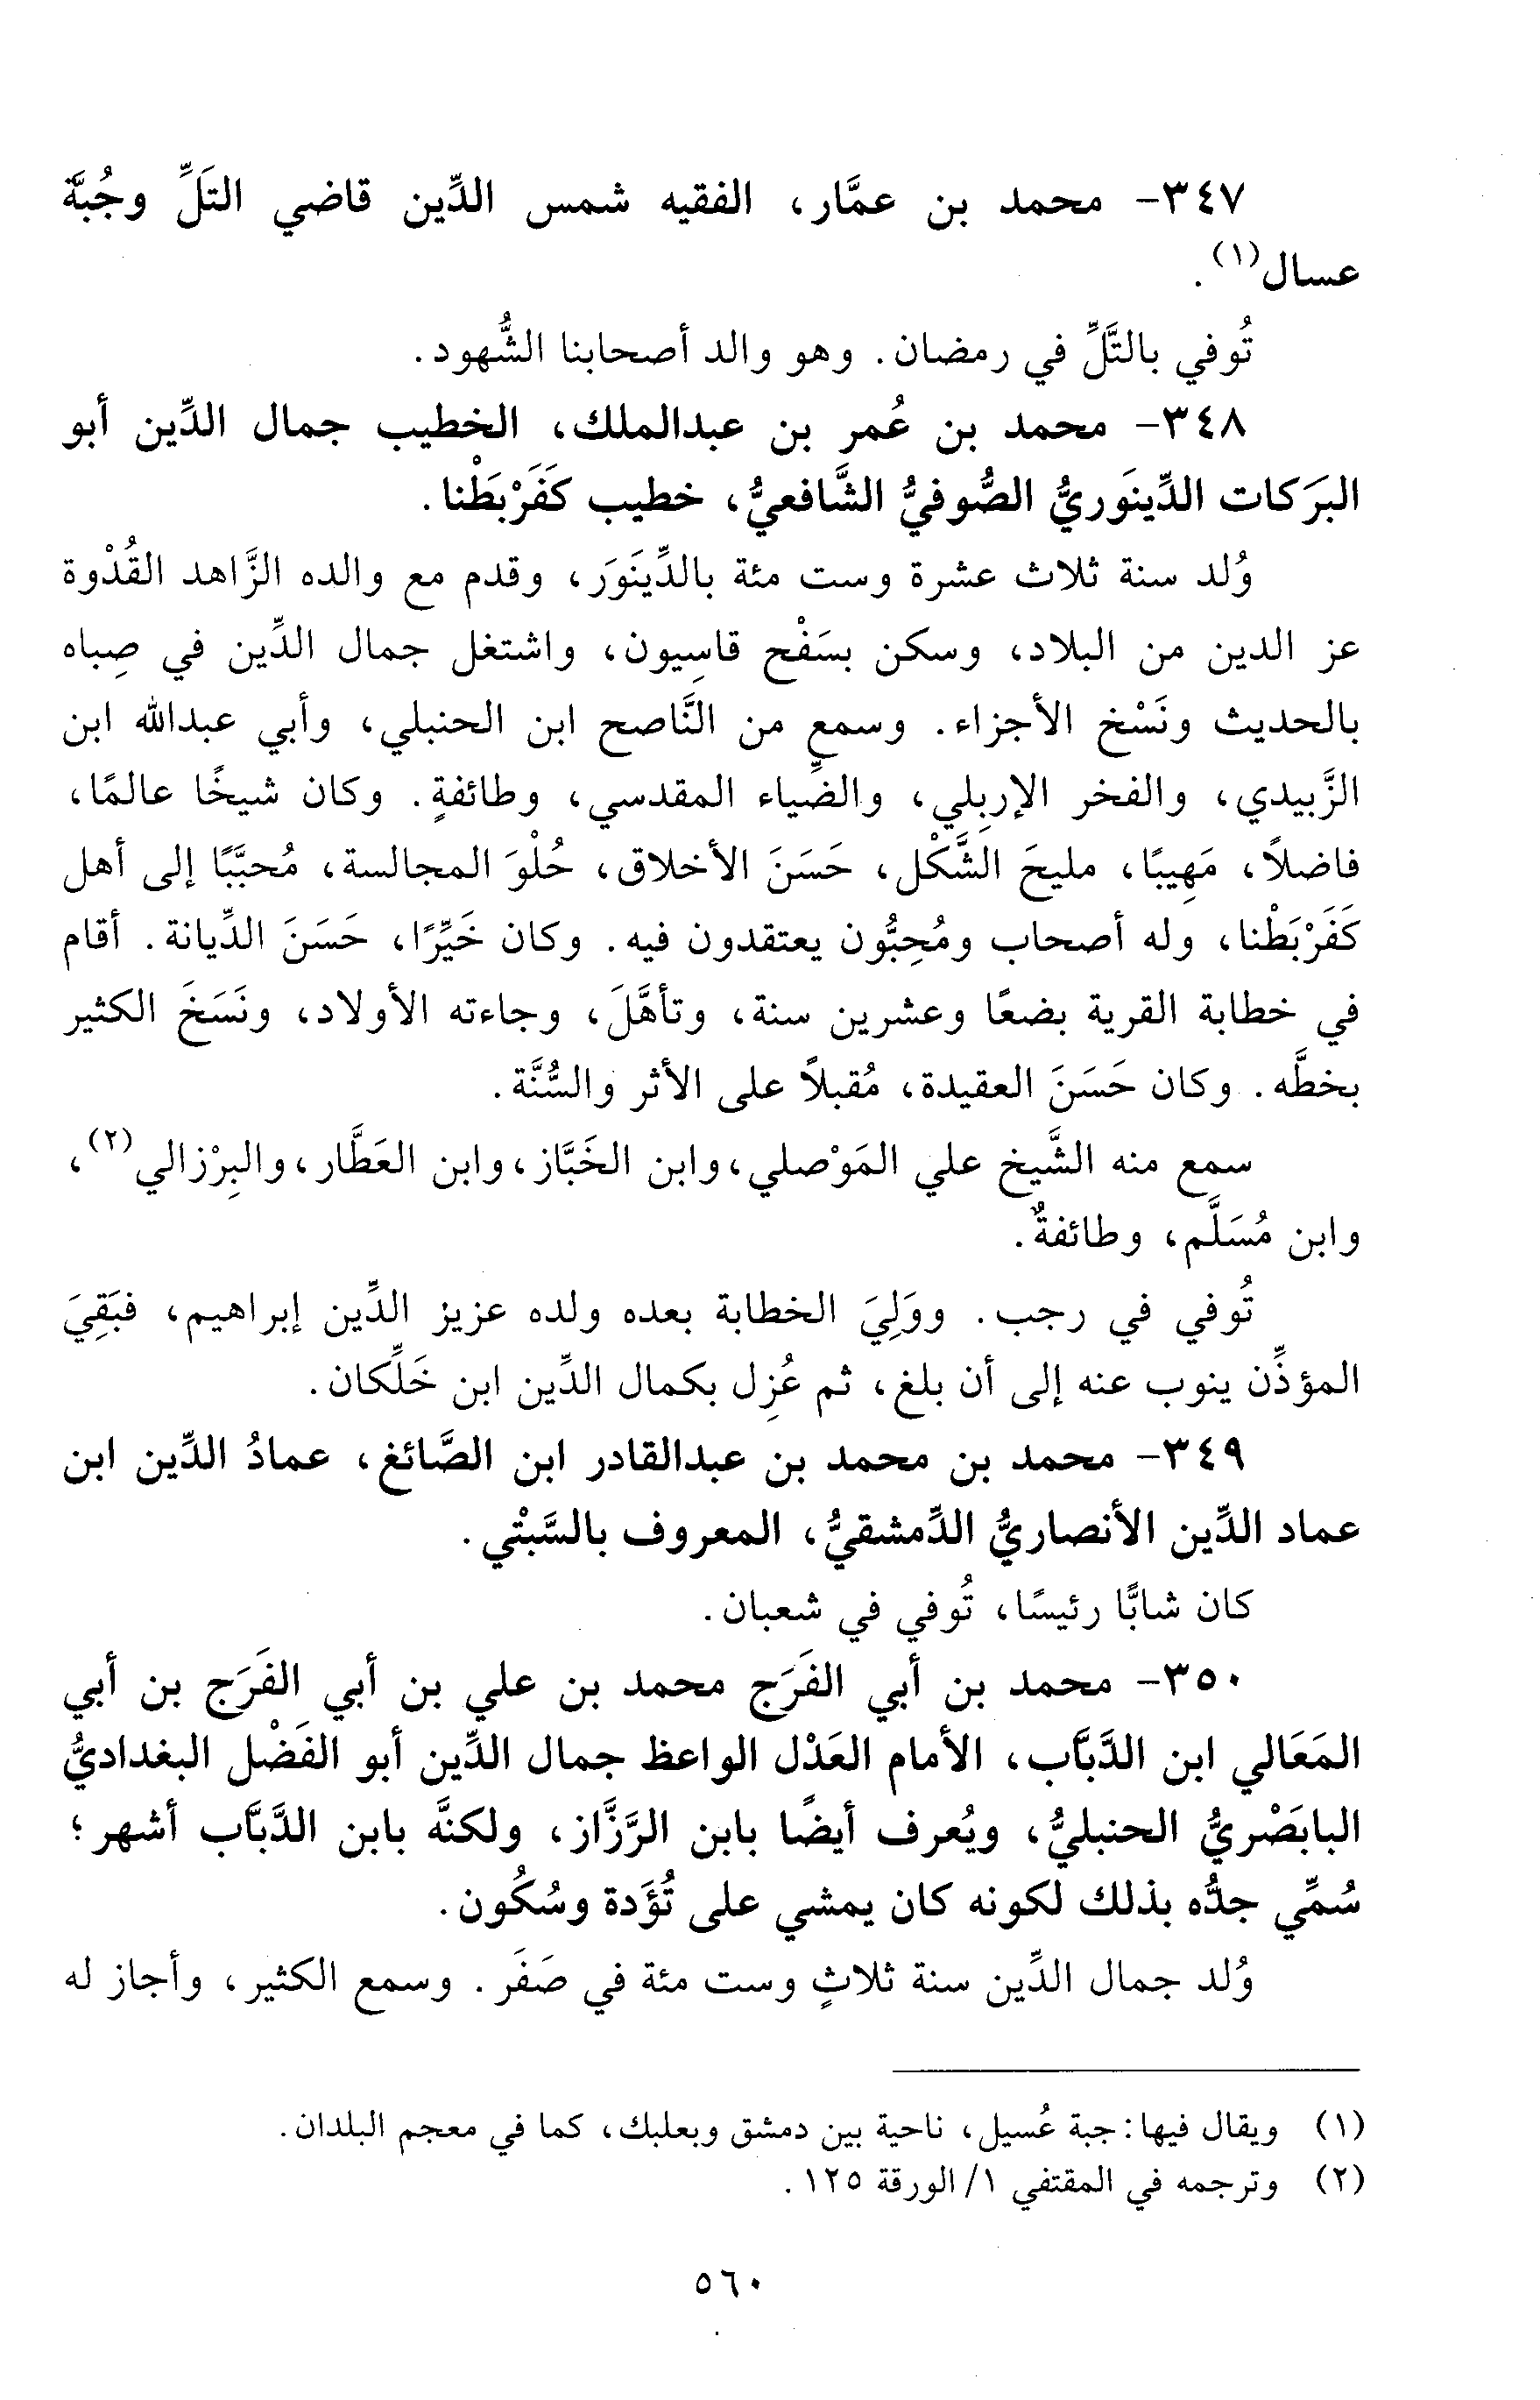 ٣٤٧- محمد بن عمَّار، الفقيه شمس الدِّين قاضي التَلِّ وجُبَّة
عسال(١).
تُوفي بالتَّلِّ في رمضان. وهو والد أصحابنا الشُّهود.
٣٤٨- محمد بن عُمر بن عبدالملك، الخطيب جمال الدِّين أبو
البَرَكات الدِّينَوريُّ الصُّوفيُّ الشَّافعيُّ، خطيب كَفَرْبَطْنا.
وُلد سنة ثلاث عشرة وست مئة بالدِّينَوَر، وقدم مع والده الزَّاهد القُدْوة
عز الدين من البلاد، وسكن بسَفْح قاسِيون، واشتغل جمال الدِّين في صِباه
بالحديث ونَسْخ الأجزاء. وسمع من النَّاصح ابن الحنبلي، وأبي عبدالله ابن
الزَّبيدي، والفخر الإربِلي، والضِّياء المقدسي، وطائفةٍ. وكان شيخًا عالمًا،
فاضلاً، مَهِيبًا، مليحَ الشَّكْل، حَسَنَ الأخلاق، حُلْوَ المجالسة، مُحبَّبًا إلى أهل
كَفَرْبَطْنا، وله أصحاب ومُحِبُّون يعتقدون فيه. وكان خَيِّرًا، حَسَنَ الدِّيانة. أقام
في خطابة القرية بضعًا وعشرين سنة، وتأهَّلَ، وجاءته الأولاد، ونَسَخَ الكثير
بخطَّه. وكان حَسَنَ العقيدة، مُقبلاً على الأثر والسُّنَّة.
سمع منه الشَّيخ علي المَوْصلي، وابن الخَبَّاز، وابن العَطَّار، والبِرْزالي(٢)،
وابن مُسَلَّم، وطائفةٌ.
تُوفي في رجب. ووَلِيَ الخطابة بعده ولده عزيز الدِّين إبراهيم، فبَقِيَ
المؤذِّن ينوب عنه إلى أن بلغ، ثم عُزِل بكمال الدِّين ابن خَلِّكان.
٣٤٩- محمد بن محمد بن عبدالقادر ابن الصَّائغ، عمادُ الدِّين ابن
عماد الدِّين الأنصاريُّ الدِّمشقيُّ، المعروف بالسَّبْتي.
كان شابًّا رئيسًا، تُوفي في شعبان.
٣٥٠- محمد بن أبي الفَرَج محمد بن علي بن أبي الفَرَج بن أبي
المَعَالي ابن الدَّبَّاب، الأمام العَدْل الواعظ جمال الدِّين أبو الفَضْل البغداديُّ
البابَصْريُّ الحنبليُّ، ويُعرف أيضًا بابن الرَّزَّاز، ولكنَّه بابن الدَّبَّاب أشهر؛
سُمِّي جدُّه بذلك لكونه كان يمشي على تُؤَدة وسُكُون.
وُلد جمال الدِّين سنة ثلاثٍ وست مئة في صَفَر. وسمع الكثير، وأجاز له
(١) ويقال فيها: جبة عُسيل، ناحية بين دمشق وبعلبك، كما في معجم البلدان.
(٢) وترجمه في المقتفي ١/ الورقة ١٢٥.
٥٦٠